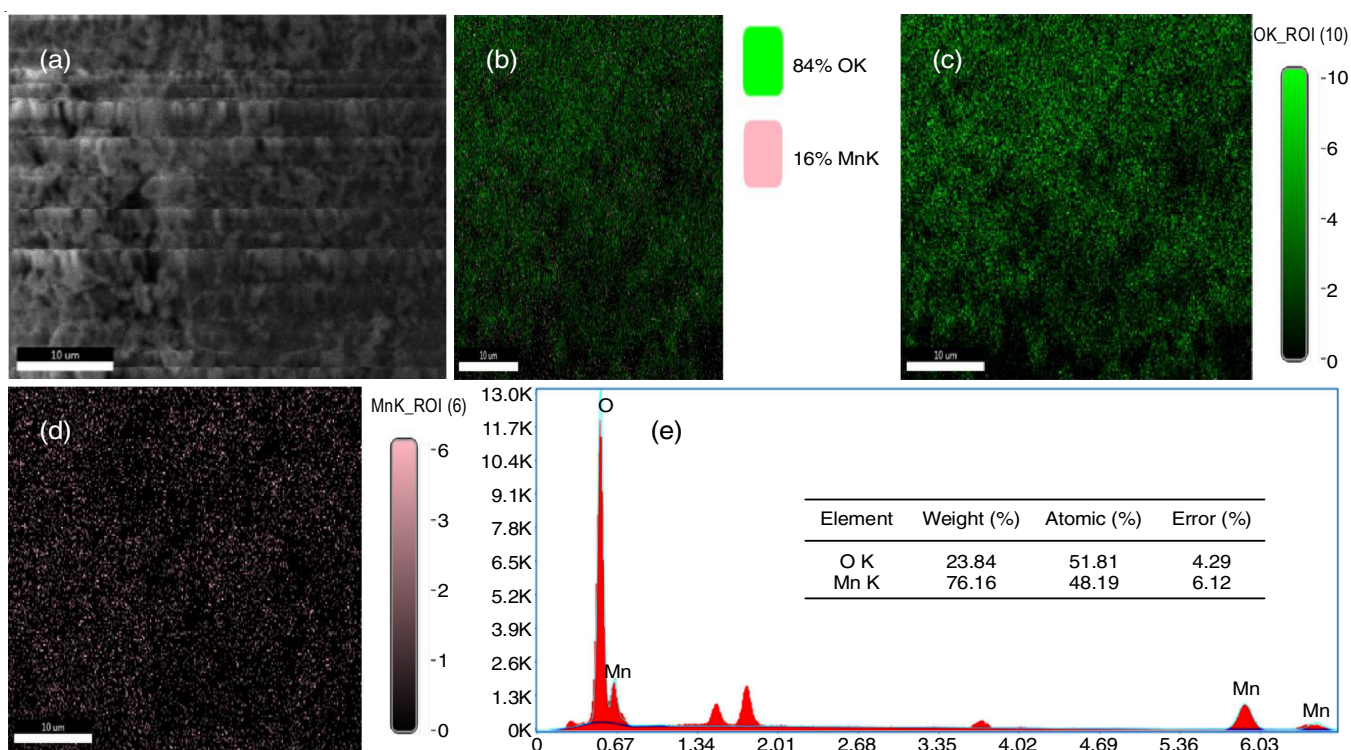 (a)
10 um
(b)
10 um
84% OK
16% MnK
(c)
10 um
OK_ROI (10)
10
6
4
2
0
(d)
10 um
MnK_ROI (6)
6
3
2
1
0
(e)
13.0K
11.7K
10.4K
9.1K
7.8K
6.5K
5.2K
3.9K
2.6K
1.3K
0K
O
Mn
Mn
Mn
Element Weight (%) Atomic (%) Error (%)
O K 23.84 51.81 4.29
Mn K 76.16 48.19 6.12
0 0.67 1.34 2.01 2.68 3.35 4.02 4.69 5.36 6.03